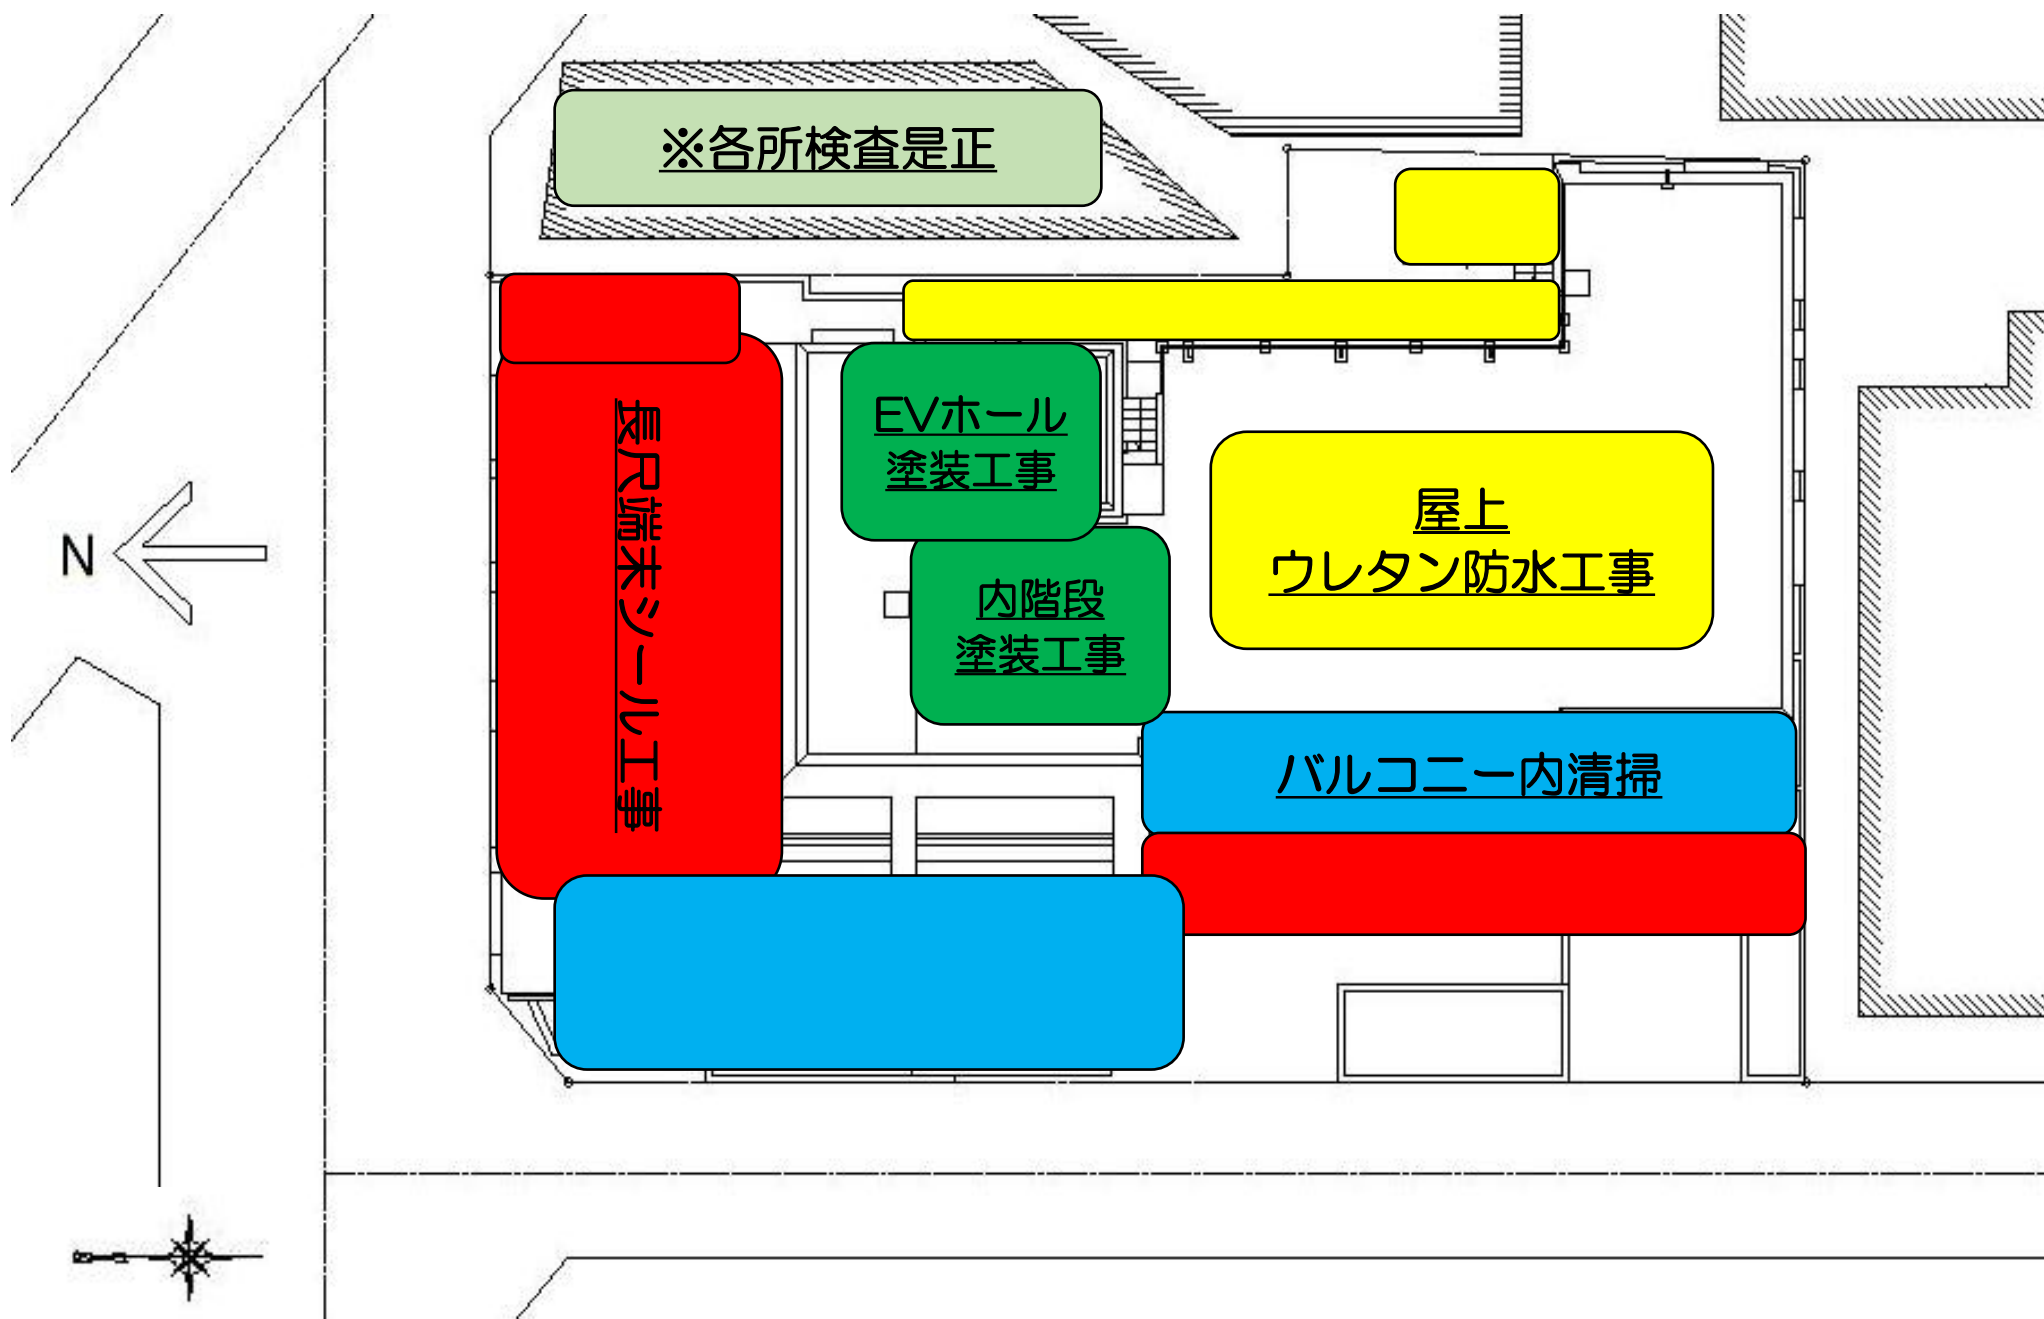 ※各所検査是正
長尺端末シール工事
EVホール
塗装工事
内階段
塗装工事
屋上
ウレタン防水工事
バルコニー内清掃
N